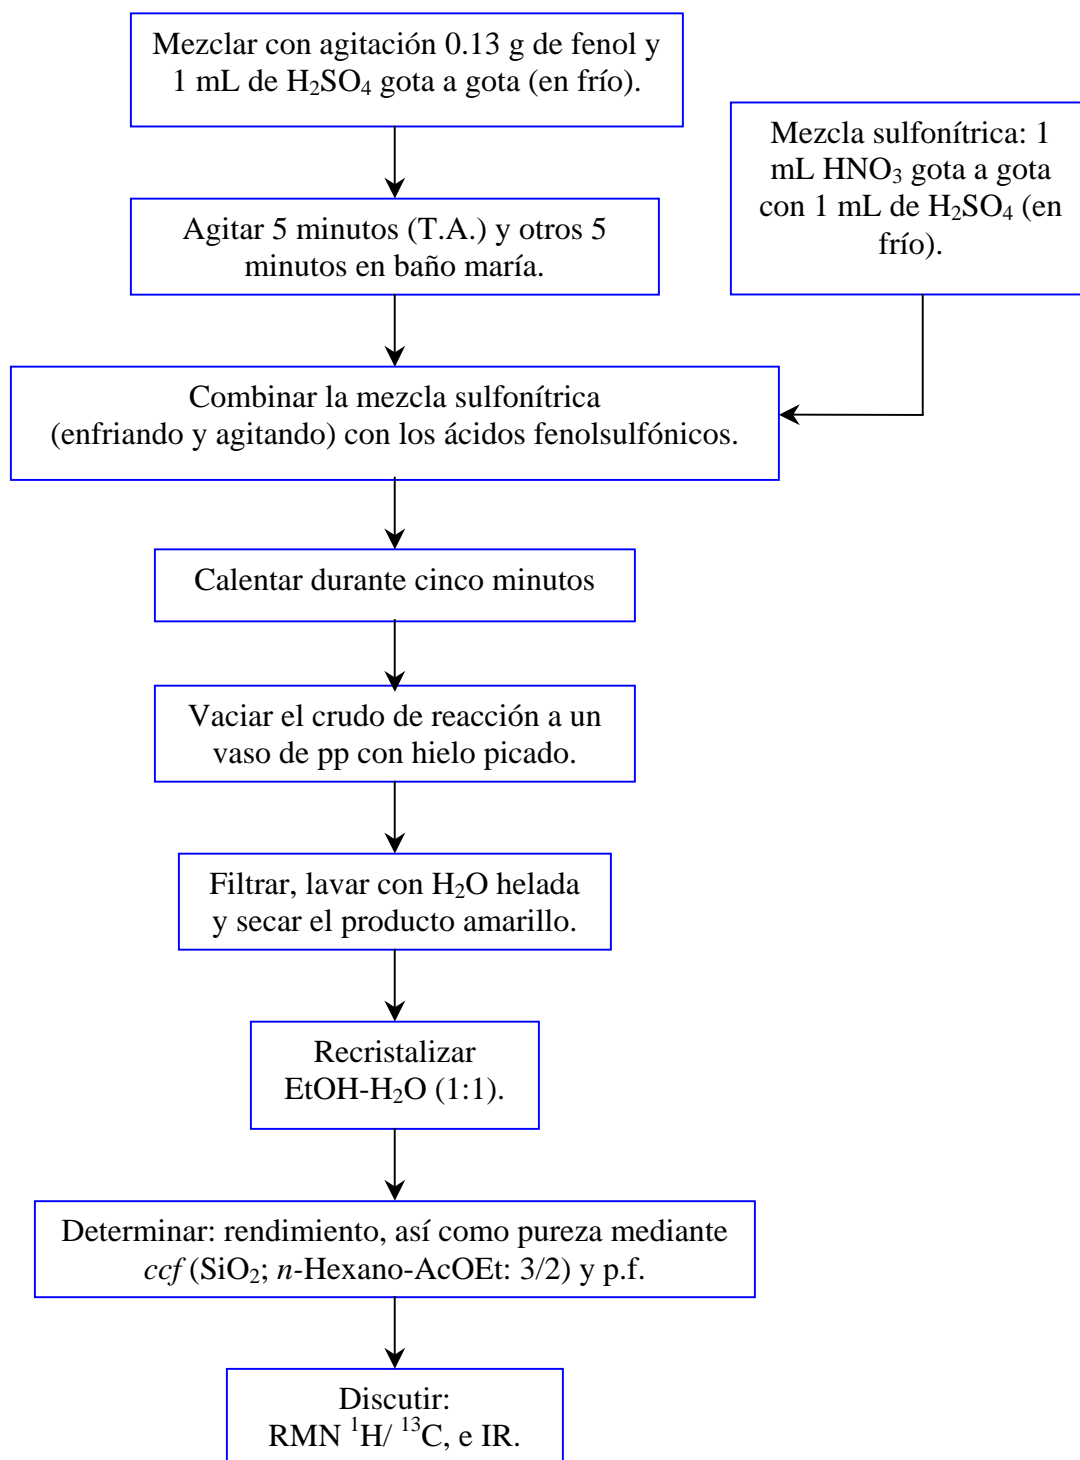 Mezclar con agitación 0.13 g de fenol y
1 mL de H₂SO₄ gota a gota (en frío).
Mezcla sulfonítrica: 1
mL HNO₃ gota a gota
con 1 mL de H₂SO₄ (en
frío).
Agitar 5 minutos (T.A.) y otros 5
minutos en baño maría.
Combinar la mezcla sulfonítrica
(enfriando y agitando) con los ácidos fenolsulfónicos.
Calentar durante cinco minutos
Vaciar el crudo de reacción a un
vaso de pp con hielo picado.
Filtrar, lavar con H₂O helada
y secar el producto amarillo.
Recristalizar
EtOH-H₂O (1:1).
Determinar: rendimiento, así como pureza mediante
ccf (SiO₂; n-Hexano-AcOEt: 3/2) y p.f.
Discutir:
RMN ¹H/ ¹³C, e IR.